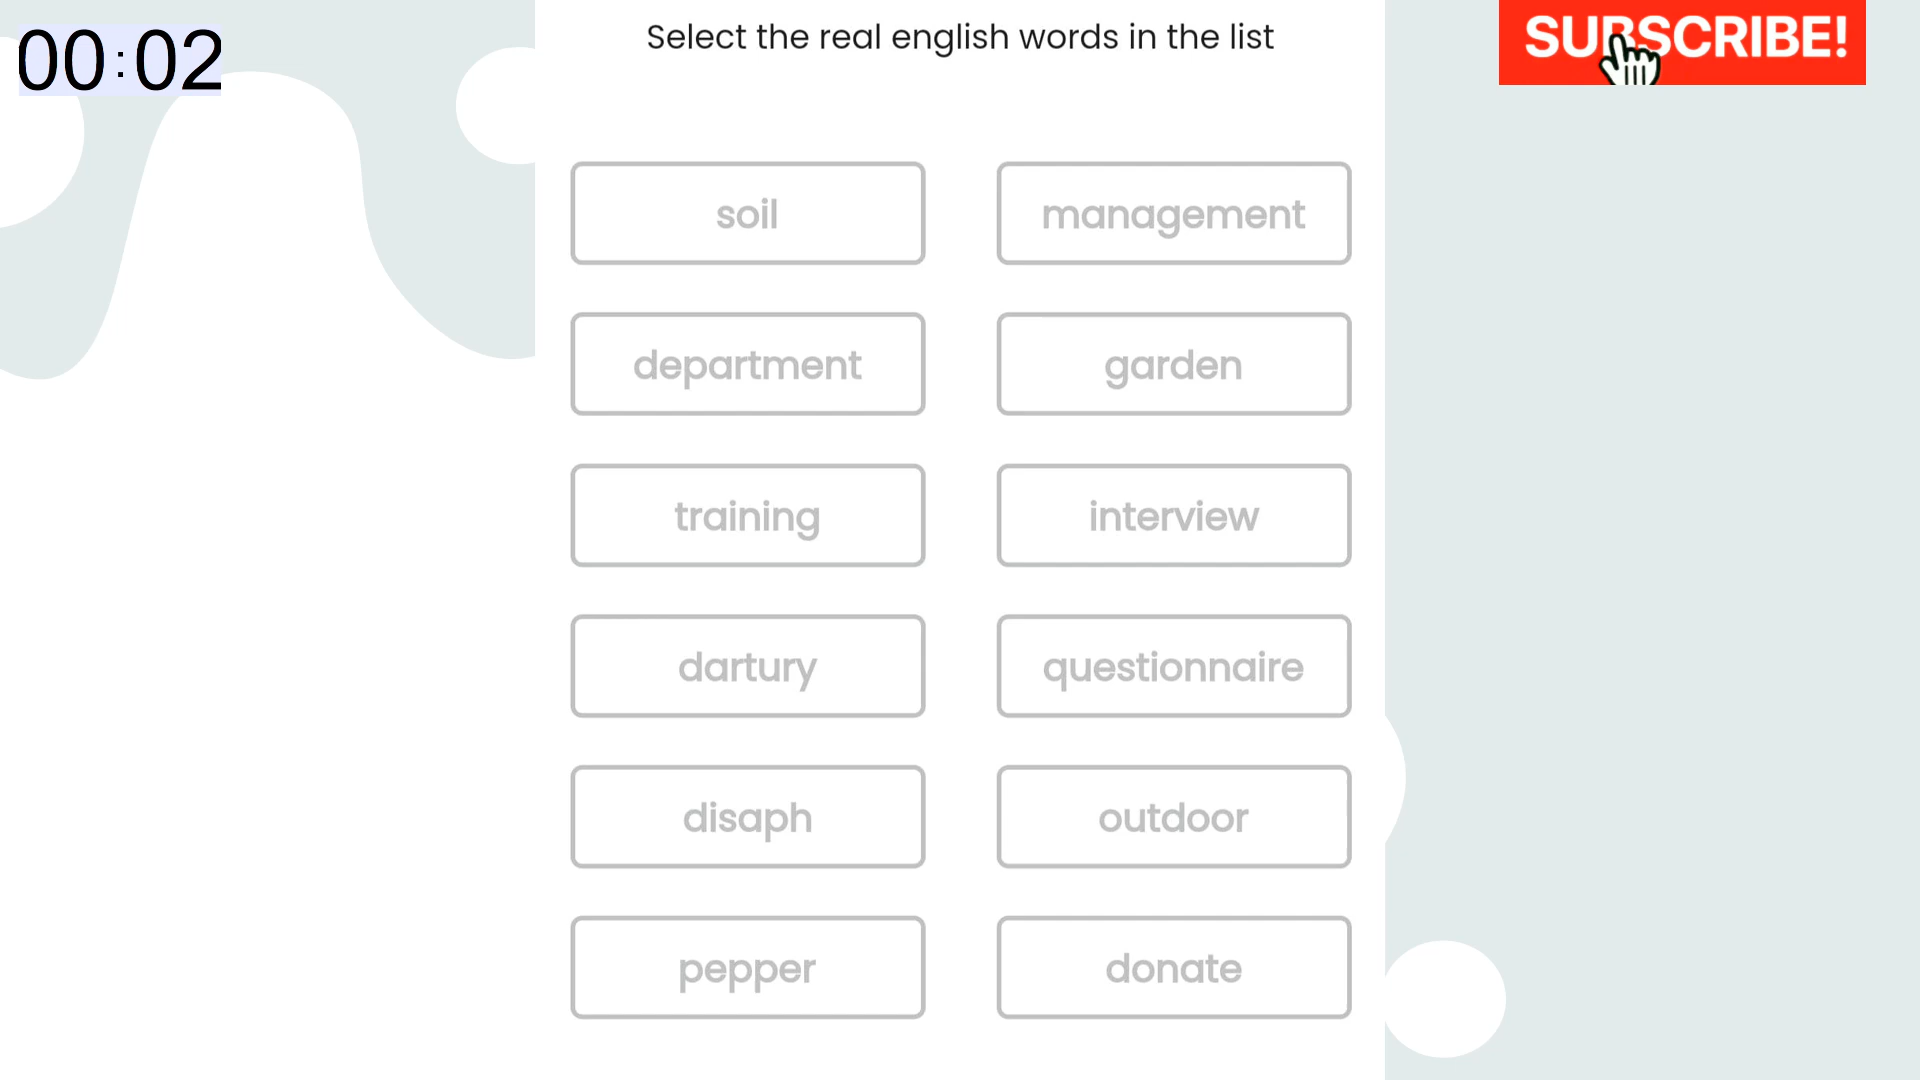 00:02
Select the real english words in the list
SUBSCRIBE!
soil
management
department
garden
training
interview
dartury
questionnaire
disaph
outdoor
pepper
donate